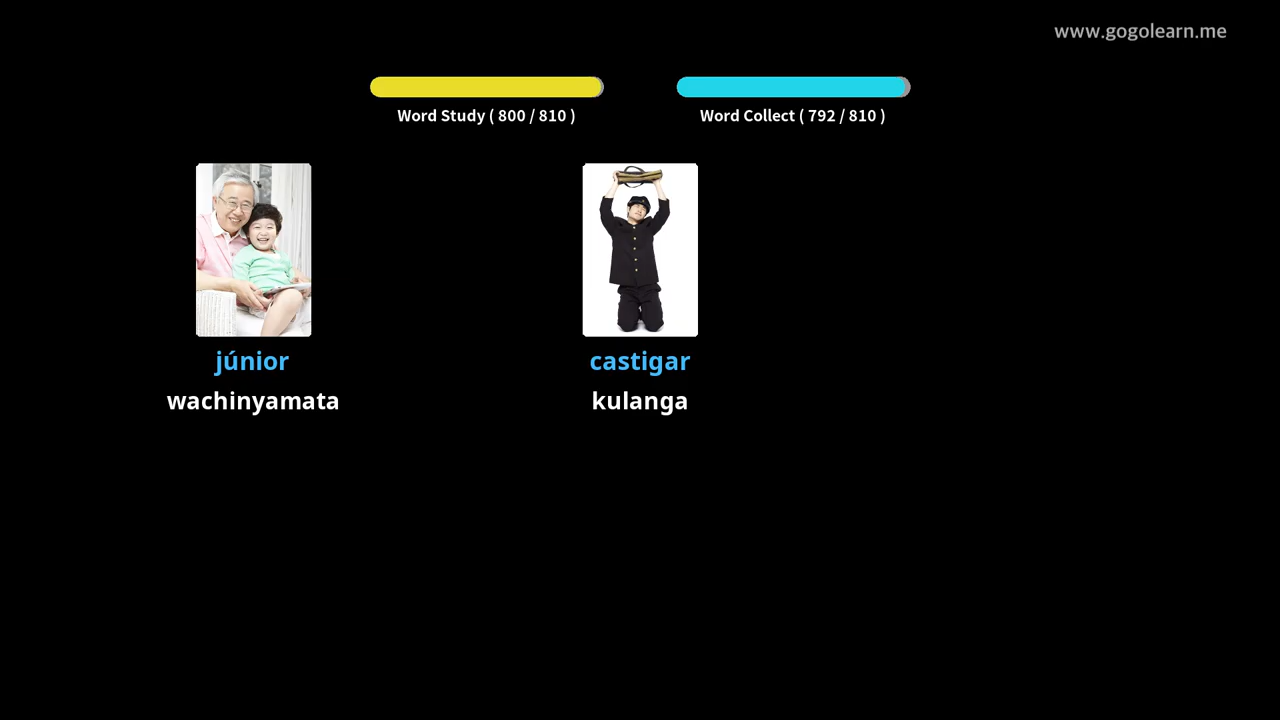 www.gogolearn.me
Word Study ( 800 / 810 )
Word Collect ( 792 / 810 )
júnior
wachinyamata
castigar
kulanga